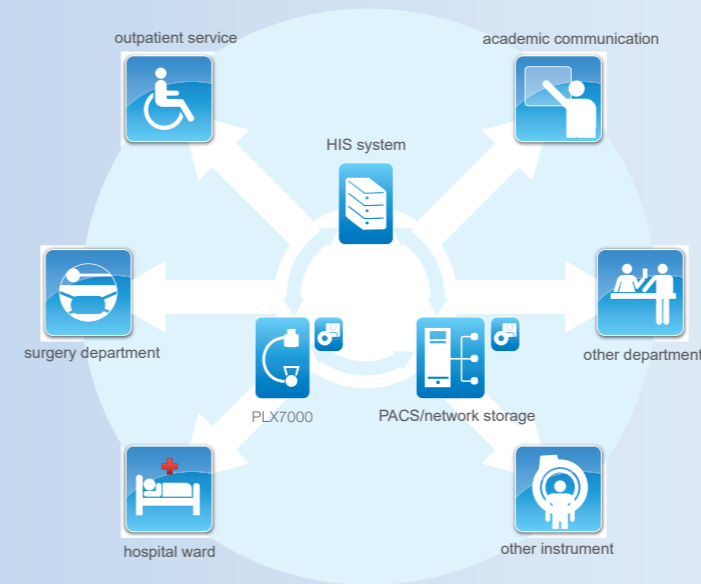 outpatient service
academic communication
HIS system
surgery department
other department
PLX7000
PACS/network storage
hospital ward
other instrument